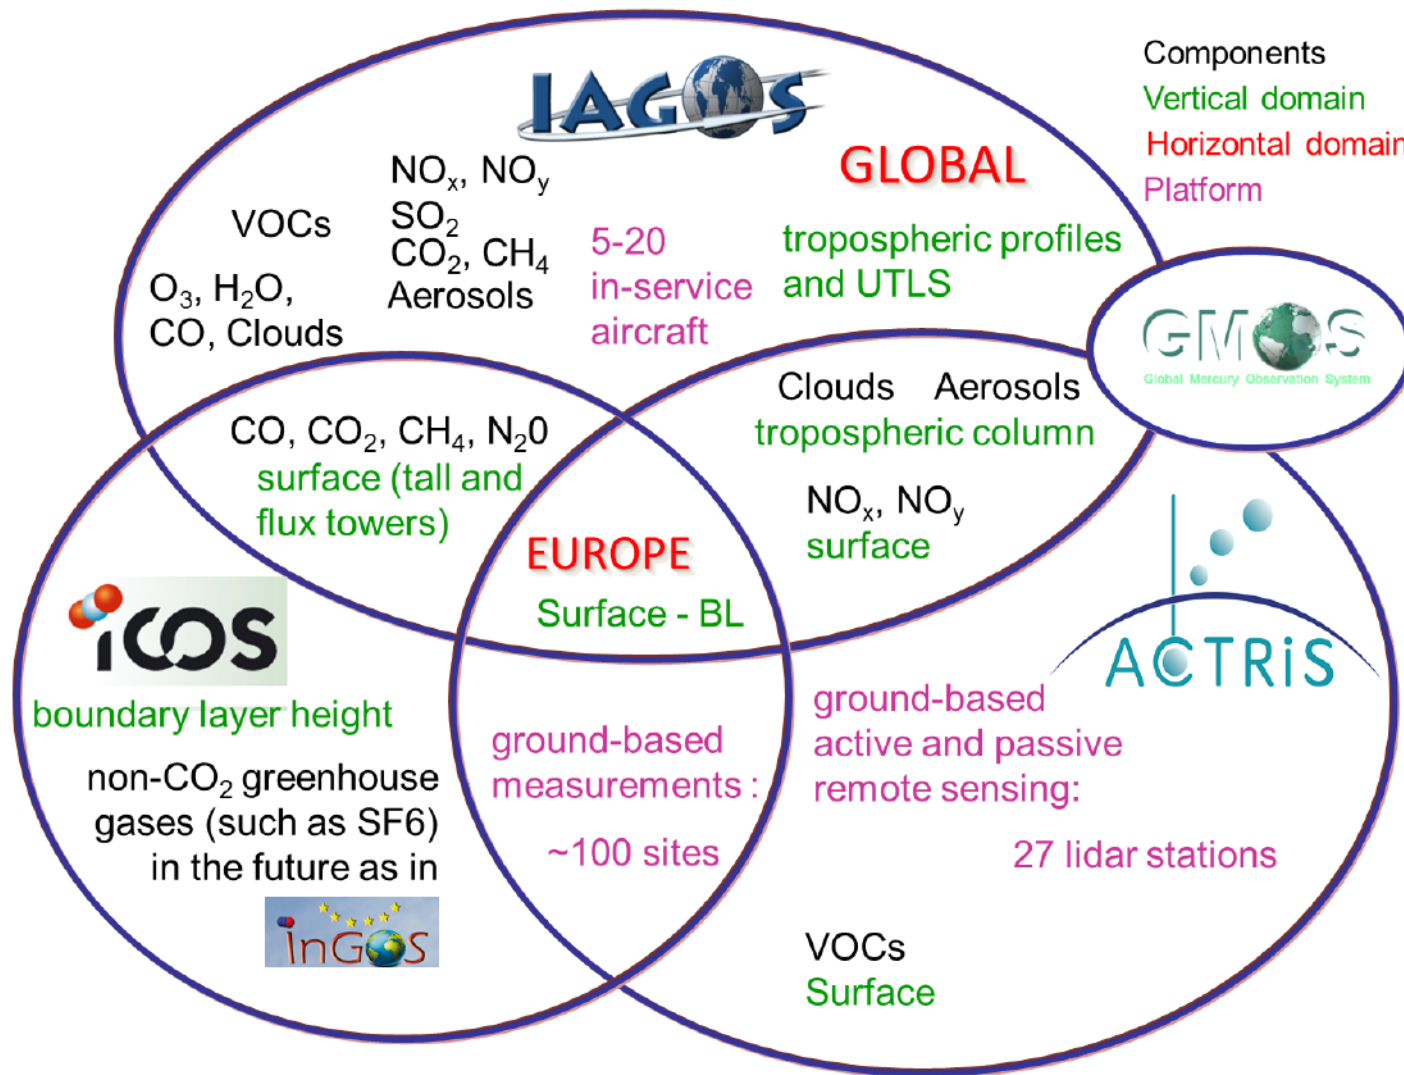 IAGOS
Components
Vertical domain
Horizontal domain
Platform
GLOBAL
NOx, NOy
SO2
CO2, CH4
Aerosols
VOCs
O3, H2O,
CO, Clouds
5-20
in-service
aircraft
tropospheric profiles
and UTLS
GMOS
Global Mercury Observation System
Clouds Aerosols
tropospheric column
NOx, NOy
surface
CO, CO2, CH4, N20
surface (tall and
flux towers)
EUROPE
Surface - BL
iCOS
boundary layer height
non-CO2 greenhouse
gases (such as SF6)
in the future as in
inGOS
ground-based
measurements :
~100 sites
ACTRiS
ground-based
active and passive
remote sensing:
27 lidar stations
VOCs
Surface